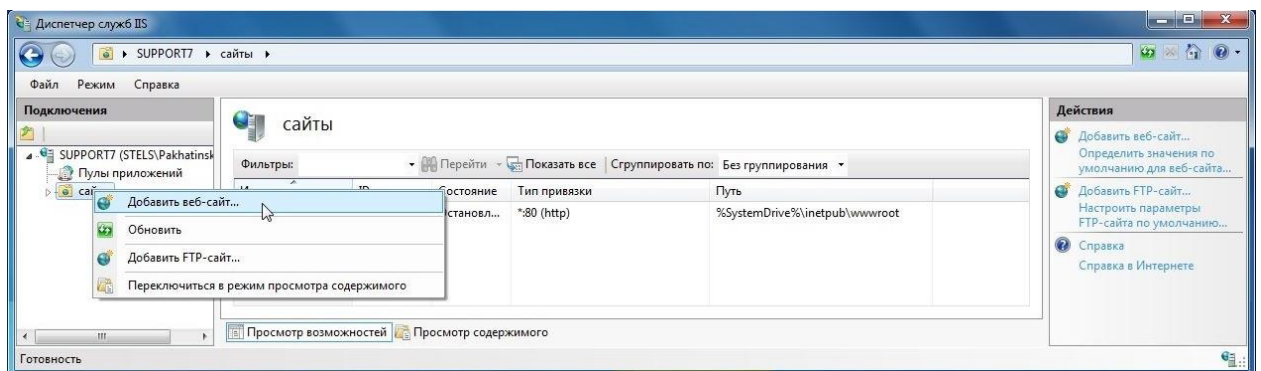 Диспетчер служб IIS
SUPPORT7 сайты
Файл Режим Справка
Подключения
SUPPORT7 (STELS\Pakhatinsk
Пулы приложений
сай
Добавить веб-сайт...
Обновить
Добавить FTP-сайт...
Переключиться в режим просмотра содержимого
сайты
Фильтры: Перейти Показать все Сгруппировать по: Без группирования
Состояние Тип привязки Путь
становл... *:80 (http) %SystemDrive%\inetpub\wwwroot
Просмотр возможностей Просмотр содержимого
Действия
Добавить веб-сайт...
Определить значения по
умолчанию для веб-сайта...
Добавить FTP-сайт...
Настроить параметры
FTP-сайта по умолчанию...
Справка
Справка в Интернете
Готовность